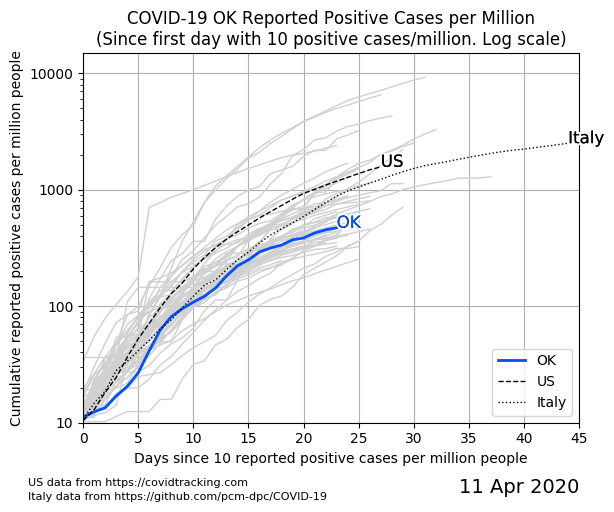 COVID-19 OK Reported Positive Cases per Million
(Since first day with 10 positive cases/million. Log scale)
Cumulative reported positive cases per million people
10000
1000
100
10
Italy
US
OK
OK
US
Italy
0 5 10 15 20 25 30 35 40 45
Days since 10 reported positive cases per million people
US data from https://covidtracking.com
Italy data from https://github.com/pcm-dpc/COVID-19
11 Apr 2020